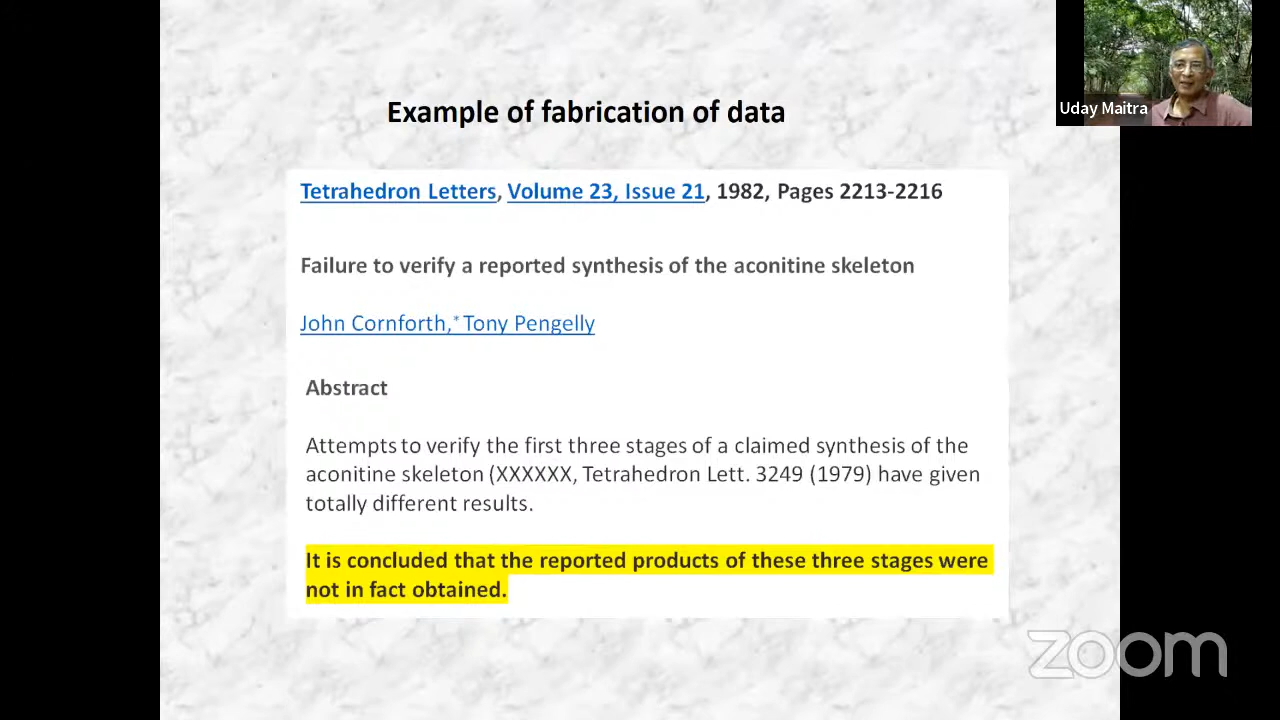 Example of fabrication of data
Uday Maitra
Tetrahedron Letters, Volume 23, Issue 21, 1982, Pages 2213-2216
Failure to verify a reported synthesis of the aconitine skeleton
John Cornforth,* Tony Pengelly
Abstract
Attempts to verify the first three stages of a claimed synthesis of the
aconitine skeleton (XXXXXX, Tetrahedron Lett. 3249 (1979) have given
totally different results.
It is concluded that the reported products of these three stages were
not in fact obtained.
zoom